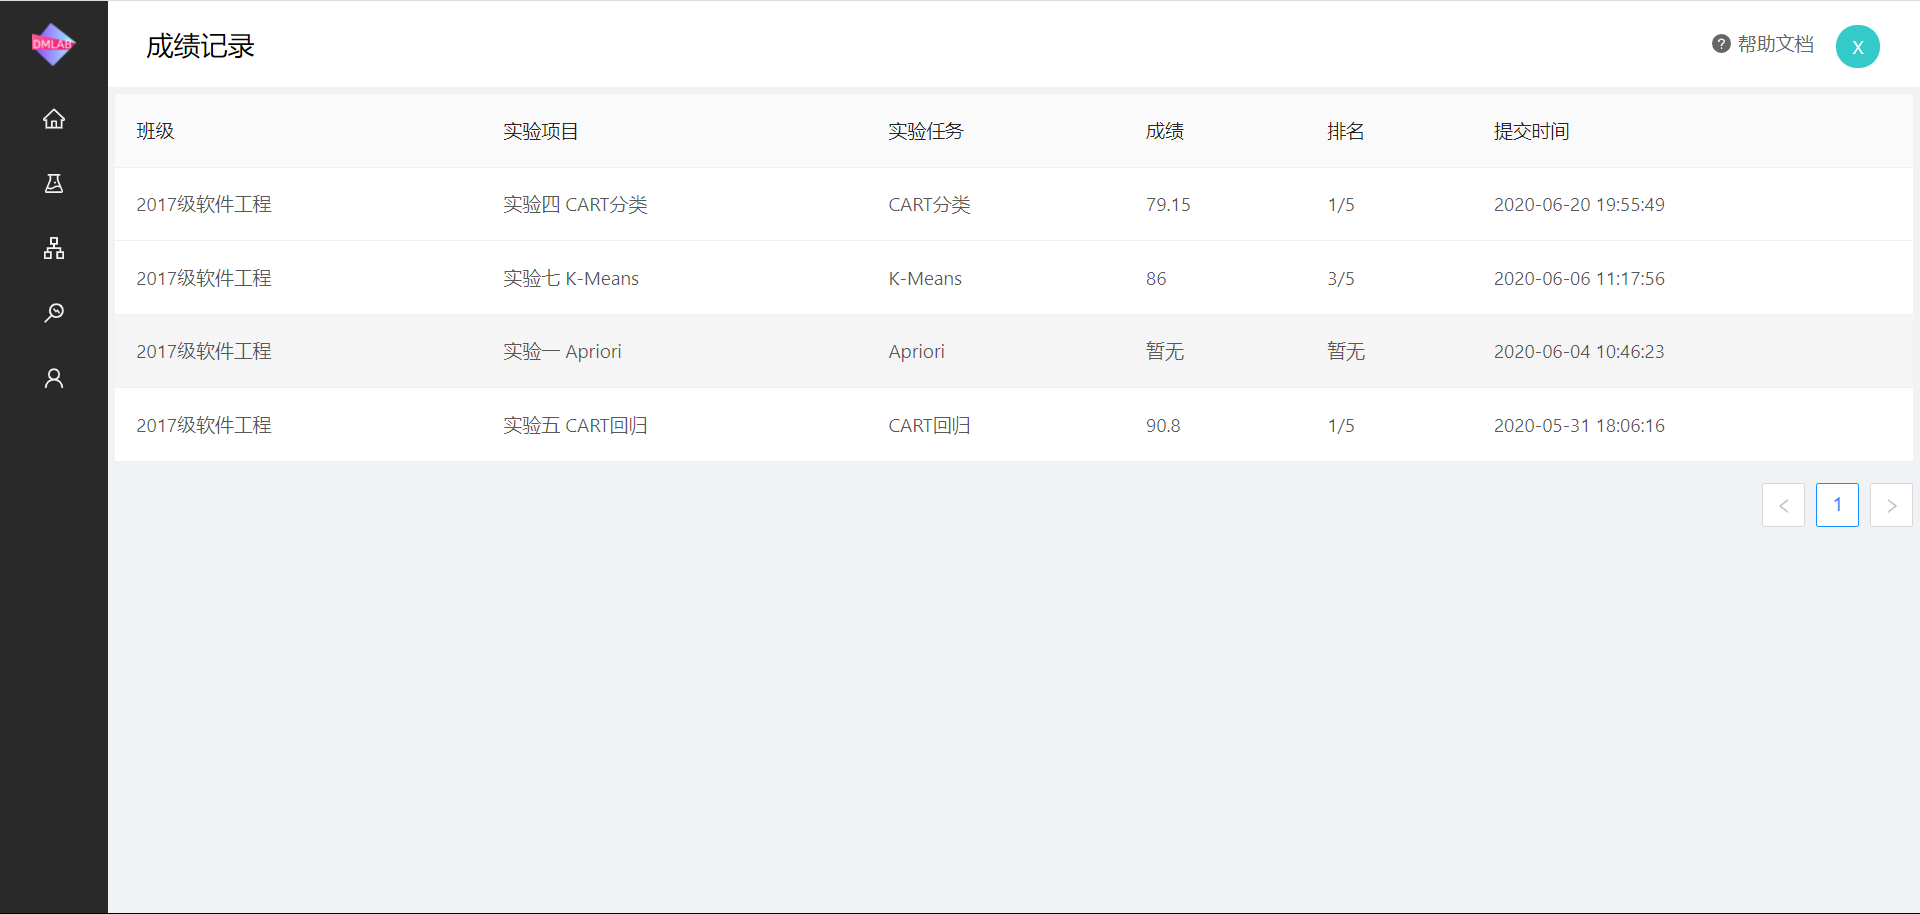 DMLAB
成绩记录
? 帮助文档 X
班级 实验项目 实验任务 成绩 排名 提交时间
2017级软件工程 实验四 CART分类 CART分类 79.15 1/5 2020-06-20 19:55:49
2017级软件工程 实验七 K-Means K-Means 86 3/5 2020-06-06 11:17:56
2017级软件工程 实验一 Apriori Apriori 暂无 暂无 2020-06-04 10:46:23
2017级软件工程 实验五 CART回归 CART回归 90.8 1/5 2020-05-31 18:06:16
< 1 >